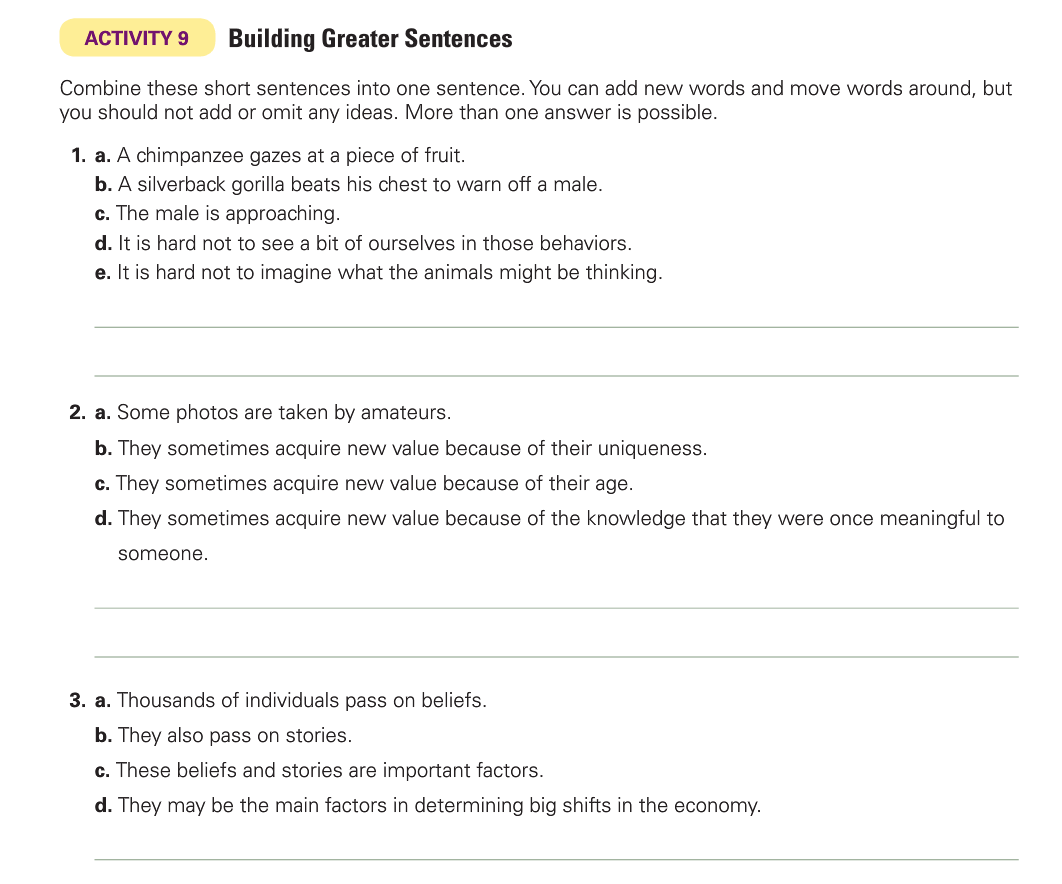 ACTIVITY 9 Building Greater Sentences
Combine these short sentences into one sentence. You can add new words and move words around, but
you should not add or omit any ideas. More than one answer is possible.
1. a. A chimpanzee gazes at a piece of fruit.
b. A silverback gorilla beats his chest to warn off a male.
c. The male is approaching.
d. It is hard not to see a bit of ourselves in those behaviors.
e. It is hard not to imagine what the animals might be thinking.
2. a. Some photos are taken by amateurs.
b. They sometimes acquire new value because of their uniqueness.
c. They sometimes acquire new value because of their age.
d. They sometimes acquire new value because of the knowledge that they were once meaningful to
someone.
3. a. Thousands of individuals pass on beliefs.
b. They also pass on stories.
c. These beliefs and stories are important factors.
d. They may be the main factors in determining big shifts in the economy.